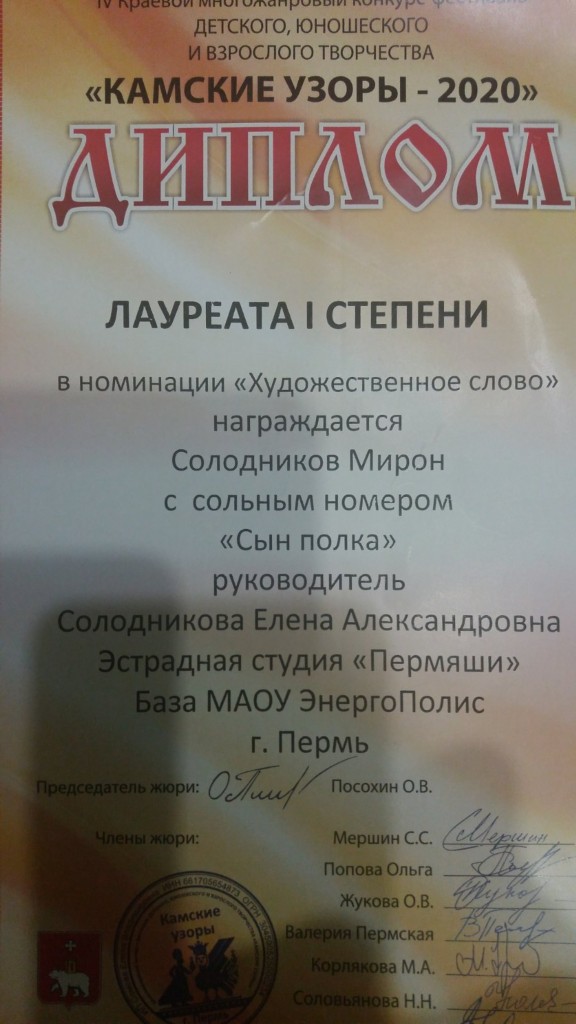 IV Краевой многожанровый конкурс фестиваль
ДЕТСКОГО, ЮНОШЕСКОГО
И ВЗРОСЛОГО ТВОРЧЕСТВА
«КАМСКИЕ УЗОРЫ - 2020»
ДИПЛОМ
ЛАУРЕАТА I СТЕПЕНИ
в номинации «Художественное слово»
награждается
Солодников Мирон
с сольным номером
«Сын полка»
руководитель
Солодникова Елена Александровна
Эстрадная студия «Пермяши»
База МАОУ ЭнергоПолис
г. Пермь
Председатель жюри: Посохин О.В.
Члены жюри: Мершин С.С. Мершин
Попова Ольга
Жукова О.В.
Валерия Пермская
Корлякова М.А.
Соловьянова Н.Н.
Камские
узоры
г. Пермь